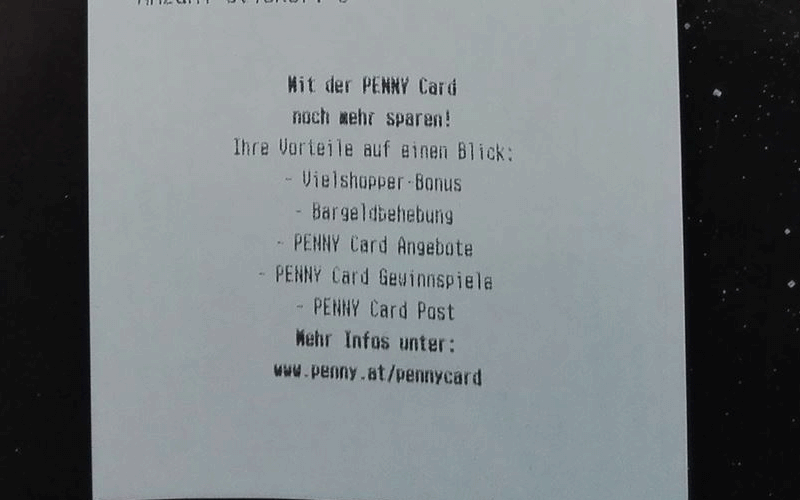 Mit der PENNY Card
noch mehr sparen!
Ihre Vorteile auf einen Blick:
- Vielshopper-Bonus
- Bargeldbehebung
- PENNY Card Angebote
- PENNY Card Gewinnspiele
- PENNY Card Post
Mehr Infos unter:
www.penny.at/pennycard